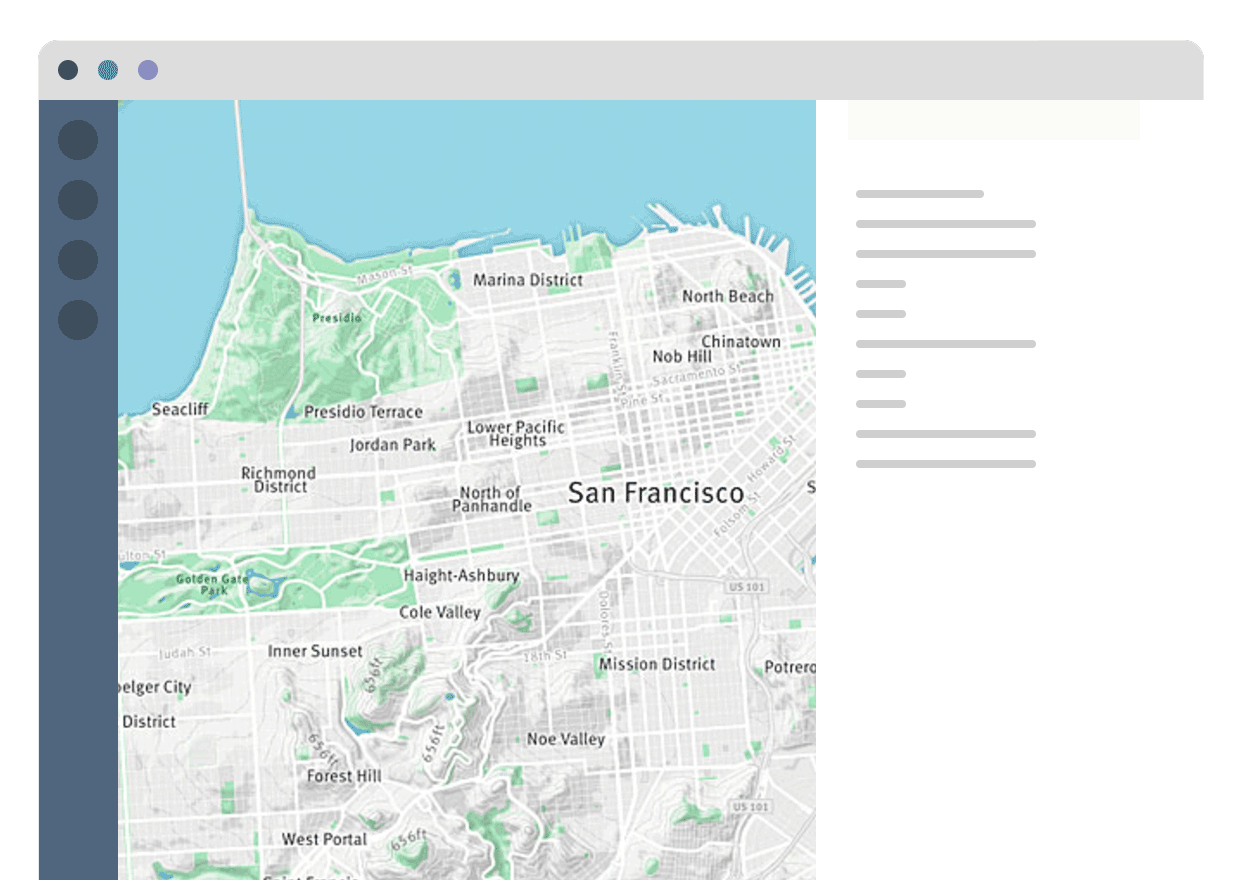 Mason St
Marina District
North Beach
Presidio
Franklin St
Chinatown
Nob Hill
Sacramento St
Pine St
Seacliff
Presidio Terrace
Lower Pacific
Heights
Jordan Park
Howard St
Richmond
District
North of
Panhandle
San Francisco
S
Folsom St
ulton St
Golden Gate
Park
Haight-Ashbury
US 101
Cole Valley
Dolores St
Judah St
Inner Sunset
18th St
656ft
Mission District
Potrero
elger City
District
656ft
656ft
Noe Valley
Forest Hill
US 101
West Portal
656ft